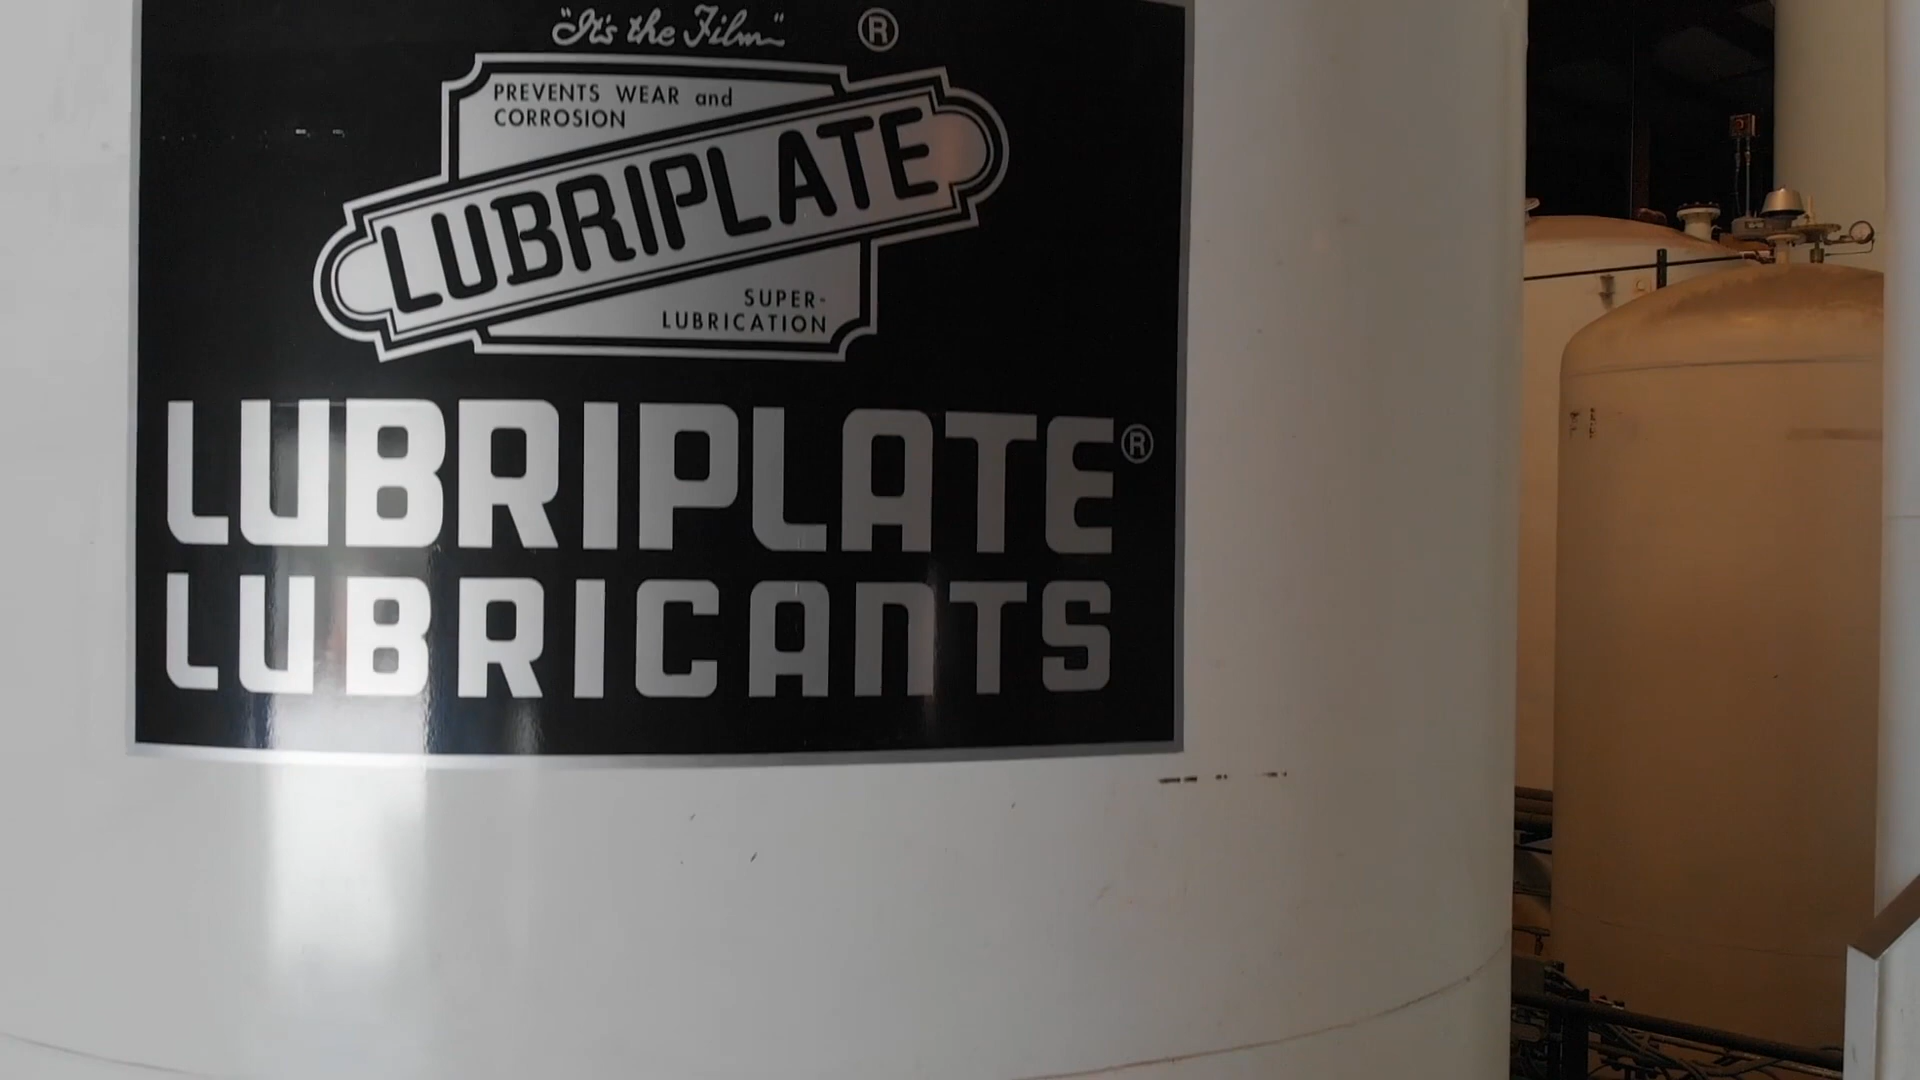 "It's the Film" ®
PREVENTS WEAR and
CORROSION
LUBRIPLATE
SUPER-
LUBRICATION
LUBRIPLATE®
LUBRICANTS